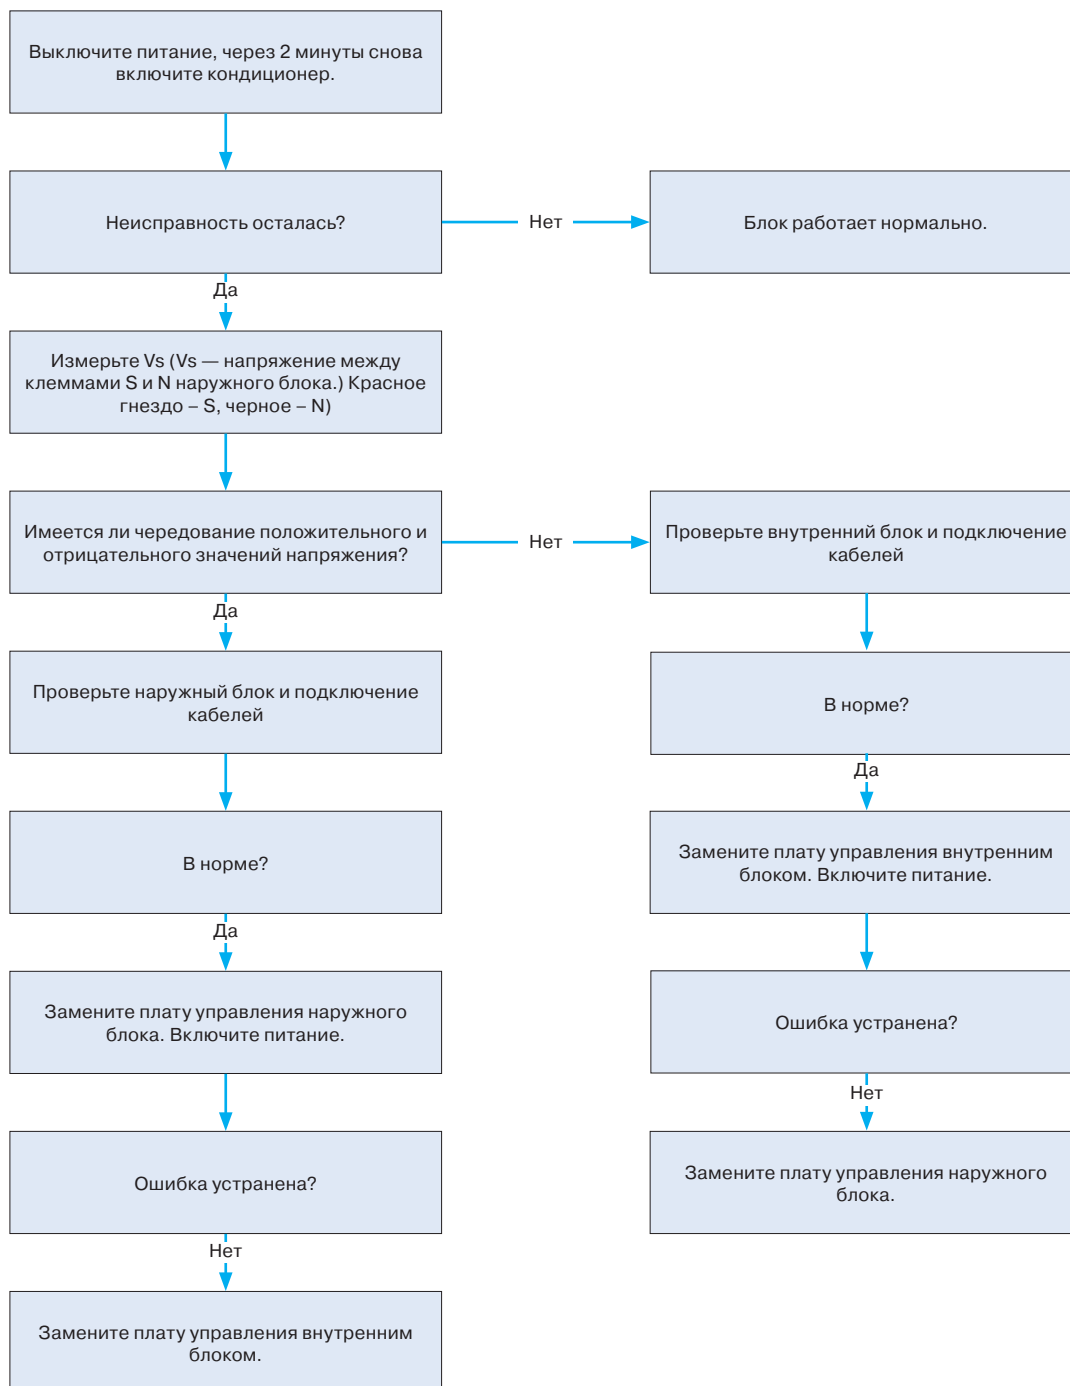 Выключите питание, через 2 минуты снова
включите кондиционер.
Неисправность осталась?
Нет
Блок работает нормально.
Да
Измерьте Vs (Vs — напряжение между
клеммами S и N наружного блока.) Красное
гнездо – S, черное – N)
Имеется ли чередование положительного и
отрицательного значений напряжения?
Нет
Проверьте внутренний блок и подключение
кабелей
Да
Проверьте наружный блок и подключение
кабелей
В норме?
Да
В норме?
Замените плату управления внутренним
блоком. Включите питание.
Да
Замените плату управления наружного
блока. Включите питание.
Ошибка устранена?
Нет
Ошибка устранена?
Замените плату управления наружного
блока.
Нет
Замените плату управления внутренним
блоком.